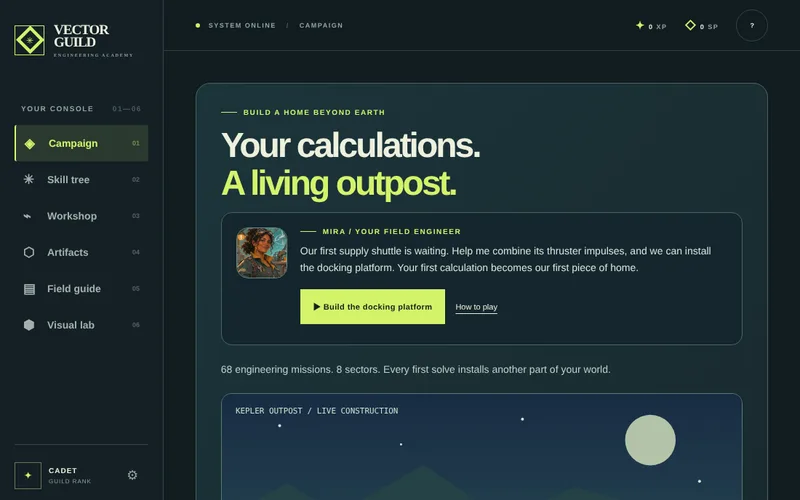 VECTOR
GUILD
ENGINEERING ACADEMY
YOUR CONSOLE 01—06
Campaign 01
Skill tree 02
Workshop 03
Artifacts 04
Field guide 05
Visual lab 06
CADET
GUILD RANK
SYSTEM ONLINE | CAMPAIGN
0 XP 0 SP ?
BUILD A HOME BEYOND EARTH
Your calculations.
A living outpost.
MIRA / YOUR FIELD ENGINEER
Our first supply shuttle is waiting. Help me combine its thruster impulses, and we can install
the docking platform. Your first calculation becomes our first piece of home.
▶ Build the docking platform How to play
68 engineering missions. 8 sectors. Every first solve installs another part of your world.
KEPLER OUTPOST / LIVE CONSTRUCTION